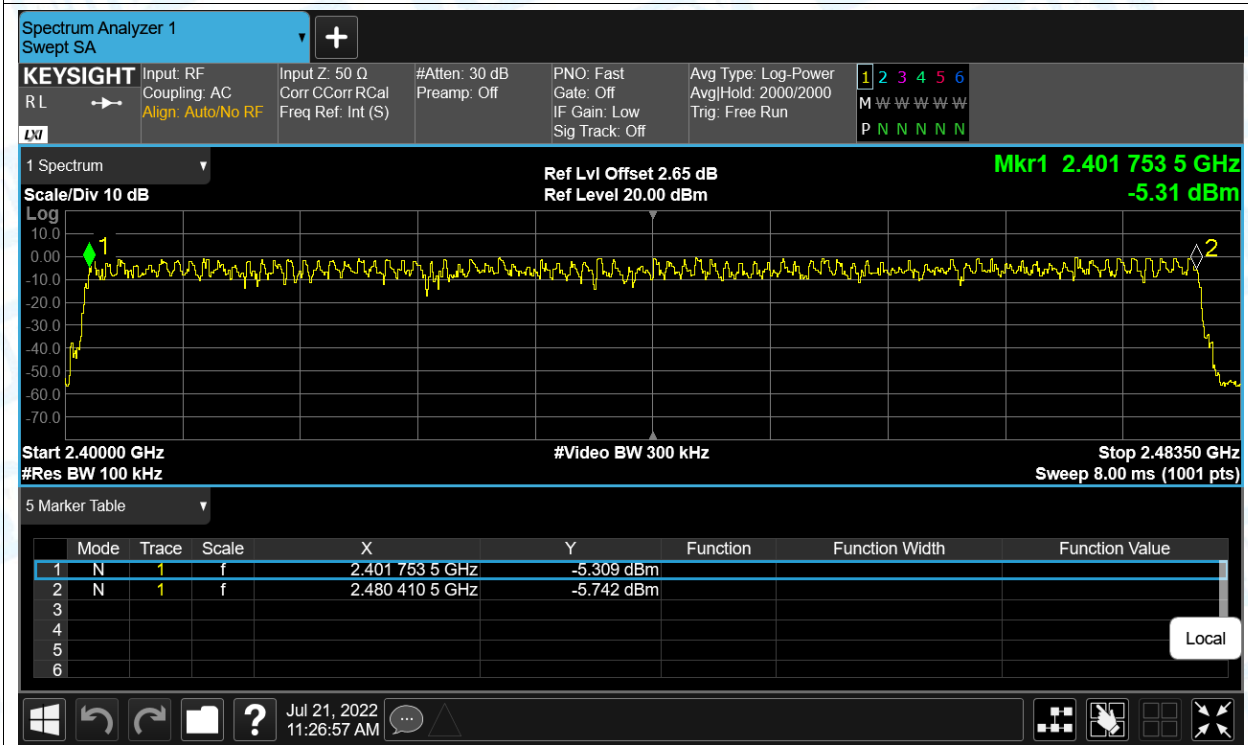 Spectrum Analyzer 1
Swept SA
KEYSIGHT
R L
LXI
Input: RF
Coupling: AC
Align: Auto/No RF
Input Z: 50 Ω
Corr CCorr RCal
Freq Ref: Int (S)
#Atten: 30 dB
Preamp: Off
PNO: Fast
Gate: Off
IF Gain: Low
Sig Track: Off
Avg Type: Log-Power
Avg|Hold: 2000/2000
Trig: Free Run
1 2 3 4 5 6
M W W W W W
P N N N N N
1 Spectrum
Scale/Div 10 dB
Ref Lvl Offset 2.65 dB
Ref Level 20.00 dBm
Mkr1 2.401 753 5 GHz
-5.31 dBm
Log
10.0
0.00
-10.0
-20.0
-30.0
-40.0
-50.0
-60.0
-70.0
1
2
Start 2.40000 GHz
#Video BW 300 kHz
Stop 2.48350 GHz
#Res BW 100 kHz
Sweep 8.00 ms (1001 pts)
5 Marker Table
Mode Trace Scale X Y Function Function Width Function Value
1 N 1 f 2.401 753 5 GHz -5.309 dBm
2 N 1 f 2.480 410 5 GHz -5.742 dBm
3
4
5
6
Local
?
Jul 21, 2022
11:26:57 AM